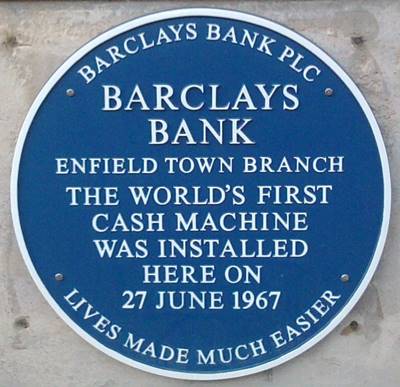 BARCLAYS BANK PLC
BARCLAYS
BANK
ENFIELD TOWN BRANCH
THE WORLD'S FIRST
CASH MACHINE
WAS INSTALLED
HERE ON
27 JUNE 1967
LIVES MADE MUCH EASIER